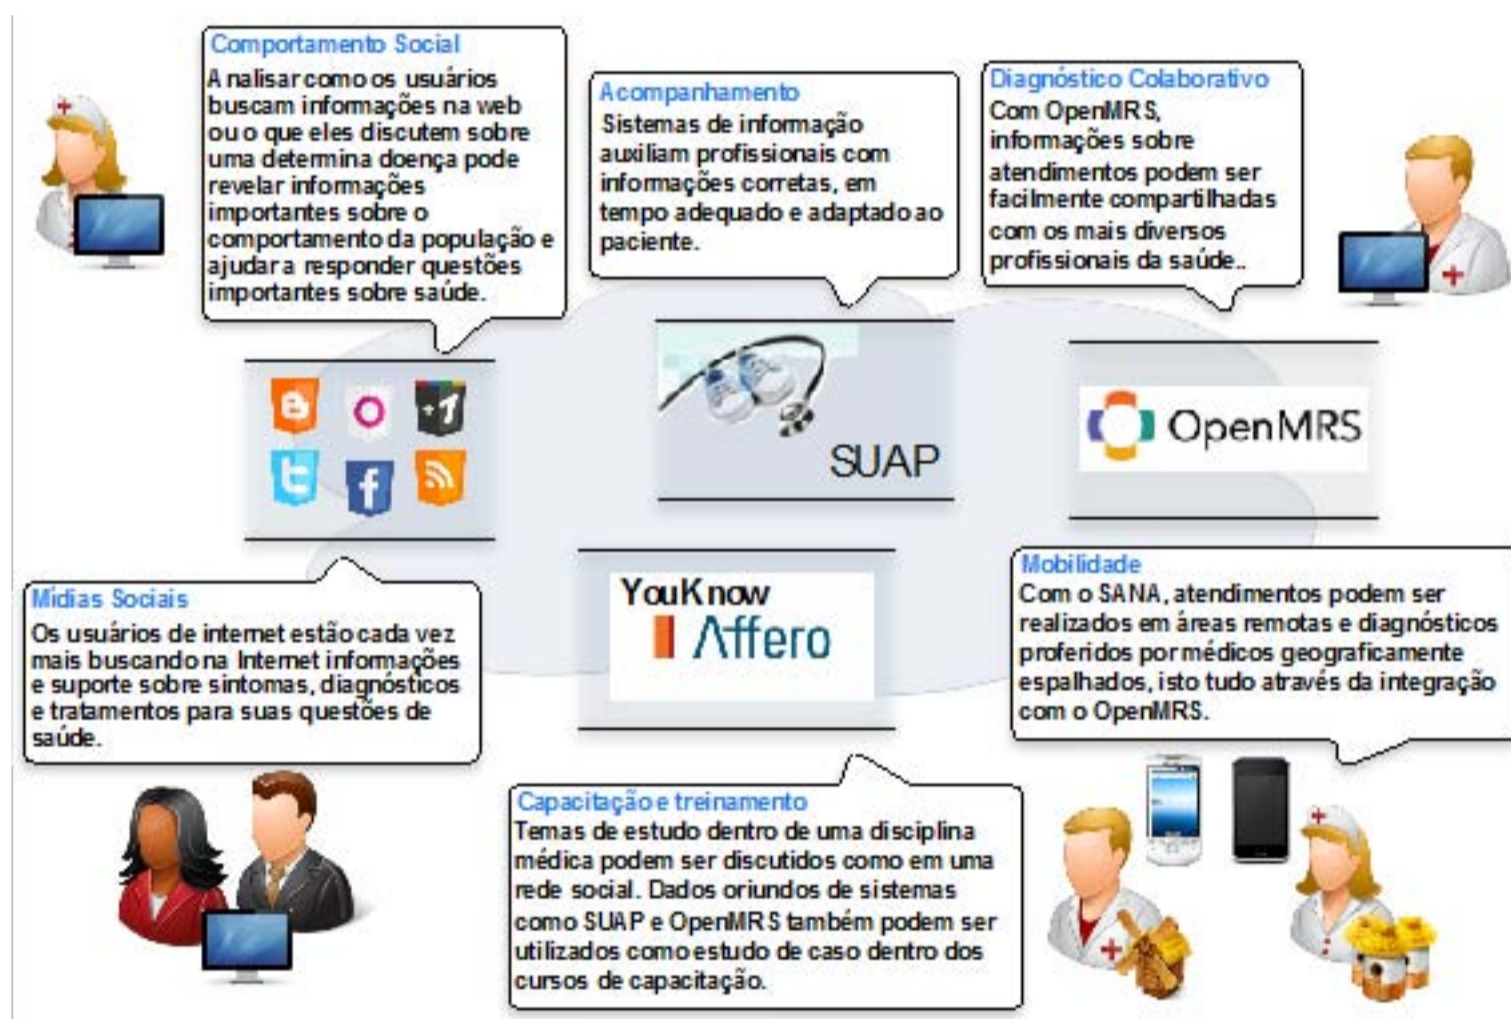 Comportamento Social
Analisar como os usuários
buscam informações na web
ou o que eles discutem sobre
uma determina doença pode
revelar informações
importantes sobre o
comportamento da população e
ajudar a responder questões
importantes sobre saúde.
Acompanhamento
Sistemas de informação
auxiliam profissionais com
informações corretas, em
tempo adequado e adaptado ao
paciente.
Diagnóstico Colaborativo
Com OpenMRS,
informações sobre
atendimentos podem ser
facilmente compartilhadas
com os mais diversos
profissionais da saúde..
+1
SUAP
OpenMRS
YouKnow
Affero
Mídias Sociais
Os usuários de internet estão cada vez
mais buscando na Internet informações
e suporte sobre sintomas, diagnósticos
e tratamentos para suas questões de
saúde.
Mobilidade
Com o SANA, atendimentos podem ser
realizados em áreas remotas e diagnósticos
proferidos por médicos geograficamente
espalhados, isto tudo através da integração
com o OpenMRS.
Capacitação e treinamento
Temas de estudo dentro de uma disciplina
médica podem ser discutidos como em uma
rede social. Dados oriundos de sistemas
como SUAP e OpenMRS também podem ser
utilizados como estudo de caso dentro dos
cursos de capacitação.